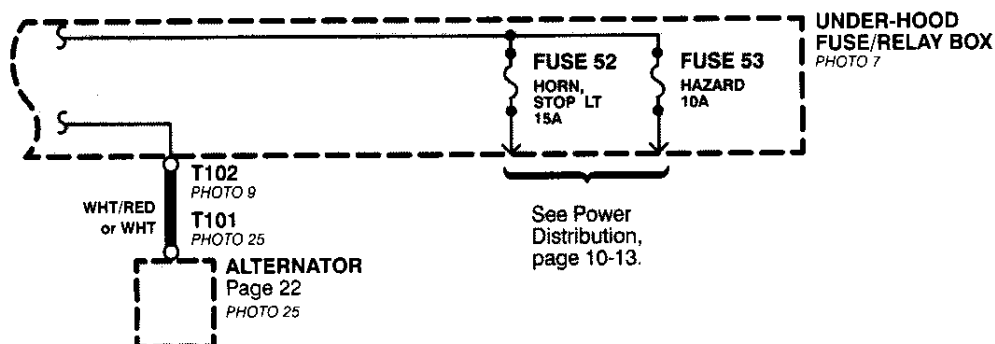 UNDER-HOOD
FUSE/RELAY BOX
PHOTO 7
FUSE 52
HORN,
STOP LT
15A
FUSE 53
HAZARD
10A
T102
PHOTO 9
WHT/RED
or WHT
T101
PHOTO 25
See Power
Distribution,
page 10-13.
ALTERNATOR
Page 22
PHOTO 25